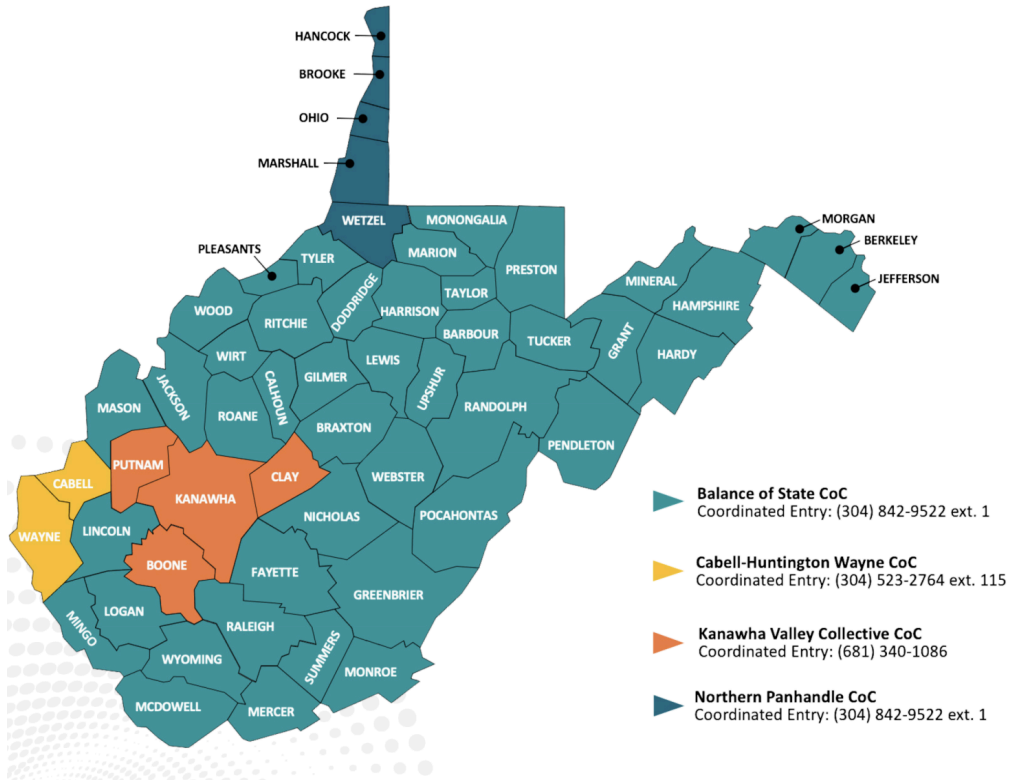 HANCOCK
BROOKE
OHIO
MARSHALL
WETZEL
MONONGALIA
MORGAN
BERKELEY
JEFFERSON
PLEASANTS
TYLER
MARION
PRESTON
MINERAL
HAMPSHIRE
WOOD
RITCHIE
DODDRIDGE
HARRISON
TAYLOR
BARBOUR
TUCKER
GRANT
HARDY
WIRT
LEWIS
GILMER
UPSHUR
JACKSON
CALHOUN
RANDOLPH
MASON
ROANE
BRAXTON
PENDLETON
PUTNAM
CLAY
WEBSTER
CABELL
KANAWHA
NICHOLAS
POCAHONTAS
WAYNE
LINCOLN
BOONE
FAYETTE
GREENBRIER
LOGAN
MINGO
RALEIGH
SUMMERS
WYOMING
MONROE
MCDOWELL
MERCER
Balance of State CoC
Coordinated Entry: (304) 842-9522 ext. 1
Cabell-Huntington Wayne CoC
Coordinated Entry: (304) 523-2764 ext. 115
Kanawha Valley Collective CoC
Coordinated Entry: (681) 340-1086
Northern Panhandle CoC
Coordinated Entry: (304) 842-9522 ext. 1